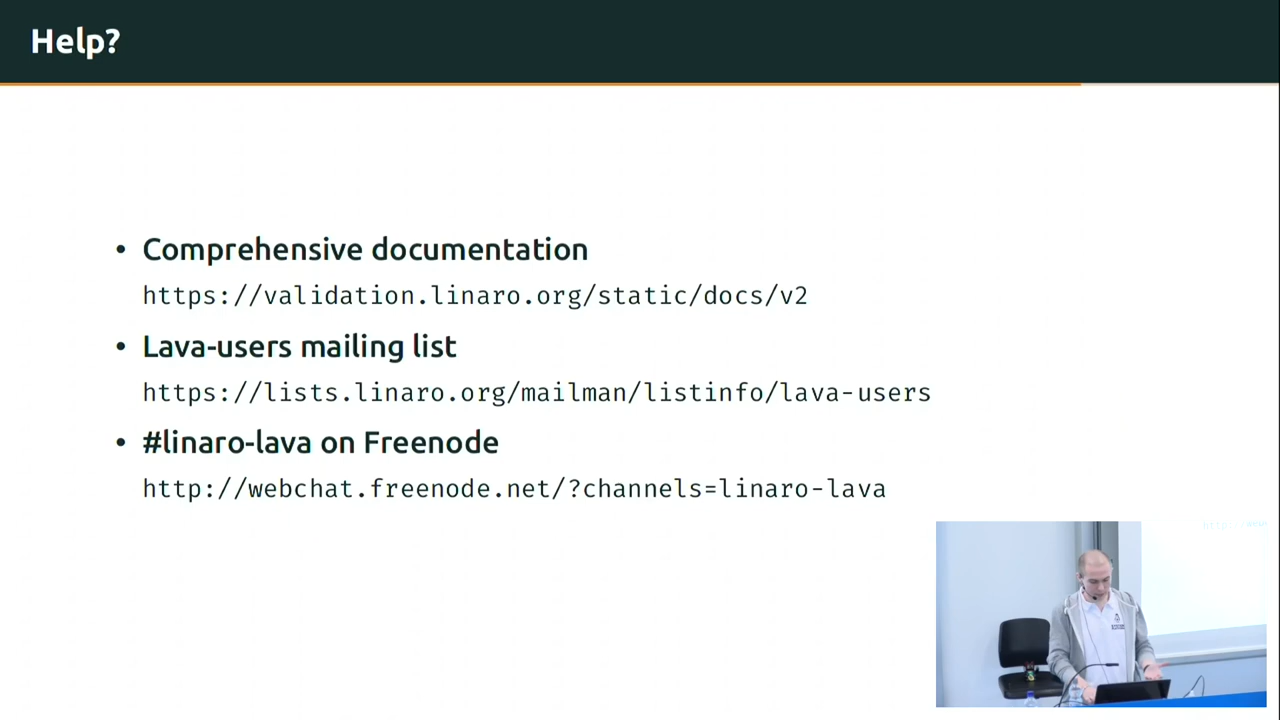 Help?
• Comprehensive documentation
https://validation.linaro.org/static/docs/v2
• Lava-users mailing list
https://lists.linaro.org/mailman/listinfo/lava-users
• #linaro-lava on Freenode
http://webchat.freenode.net/?channels=linaro-lava